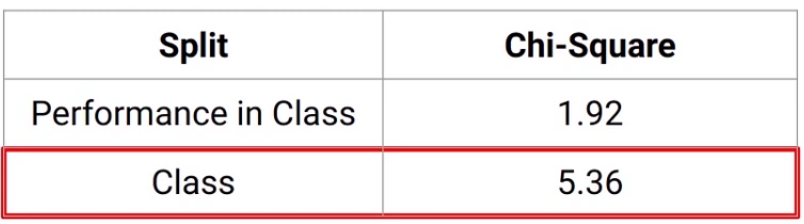 Split Chi-Square
Performance in Class 1.92
Class 5.36